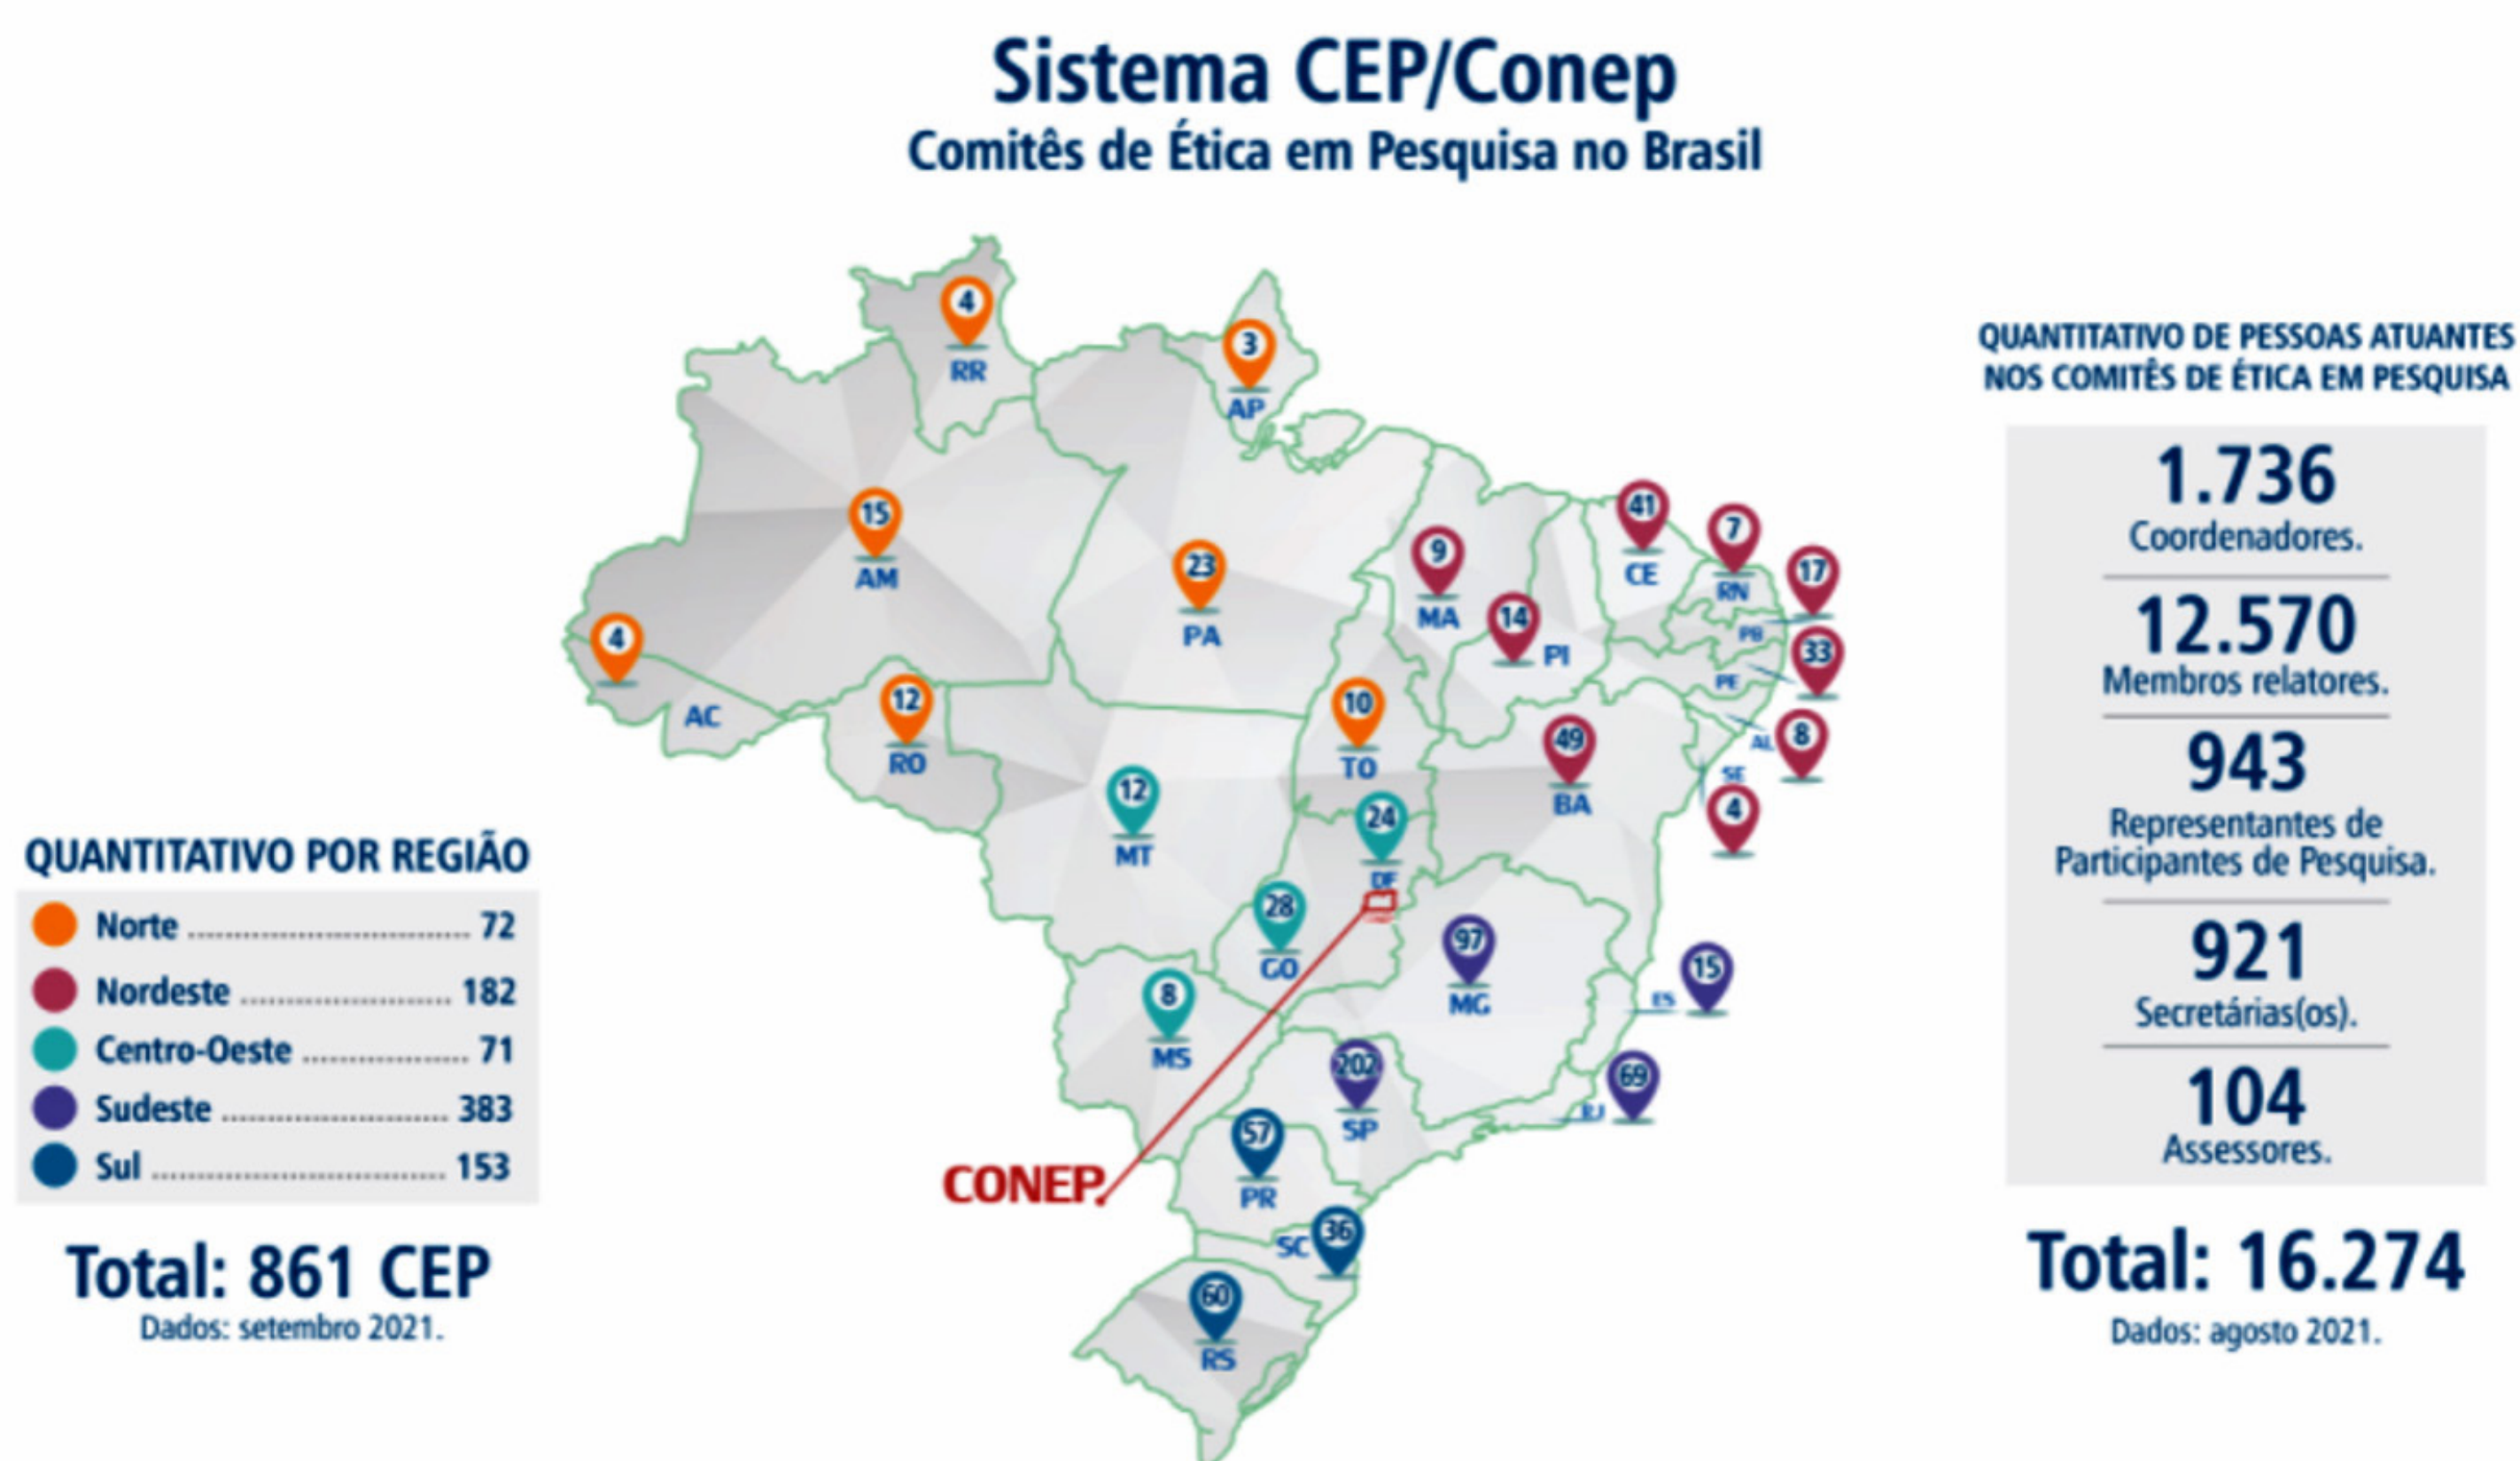 Sistema CEP/Conep
Comitês de Ética em Pesquisa no Brasil
4
RR
3
AP
15
AM
23
PA
4
AC
12
RO
10
TO
9
MA
14
PI
41
CE
7
RN
17
PB
33
PE
8
AL
SE
4
49
BA
12
MT
24
DF
28
GO
8
MS
97
MG
15
ES
202
SP
69
RJ
57
PR
36
SC
60
RS
CONEP
QUANTITATIVO POR REGIÃO
Norte ............................... 72
Nordeste ....................... 182
Centro-Oeste .................. 71
Sudeste ......................... 383
Sul ................................ 153
Total: 861 CEP
Dados: setembro 2021.
QUANTITATIVO DE PESSOAS ATUANTES
NOS COMITÊS DE ÉTICA EM PESQUISA
1.736
Coordenadores.
12.570
Membros relatores.
943
Representantes de
Participantes de Pesquisa.
921
Secretárias(os).
104
Assessores.
Total: 16.274
Dados: agosto 2021.